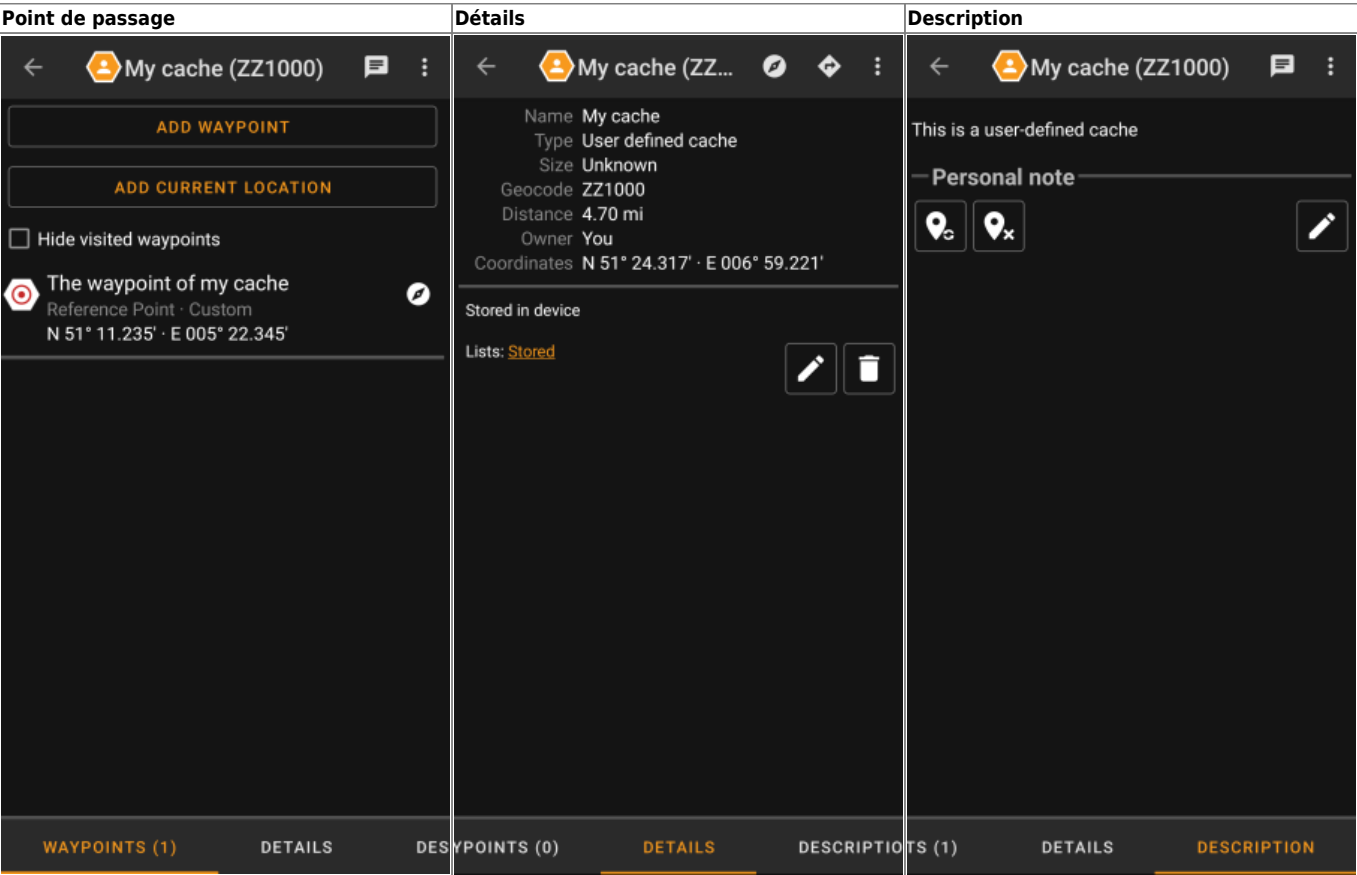 Point de passage
Détails
Description
My cache (ZZ1000)
ADD WAYPOINT
ADD CURRENT LOCATION
Hide visited waypoints
The waypoint of my cache
Reference Point · Custom
N 51° 11.235' · E 005° 22.345'
WAYPOINTS (1)
DETAILS
DES
My cache (ZZ...
Name My cache
Type User defined cache
Size Unknown
Geocode ZZ1000
Distance 4.70 mi
Owner You
Coordinates N 51° 24.317' · E 006° 59.221'
Stored in device
Lists: Stored
YPOINTS (0)
DETAILS
DESCRIPTIO
My cache (ZZ1000)
This is a user-defined cache
Personal note
TS (1)
DETAILS
DESCRIPTION